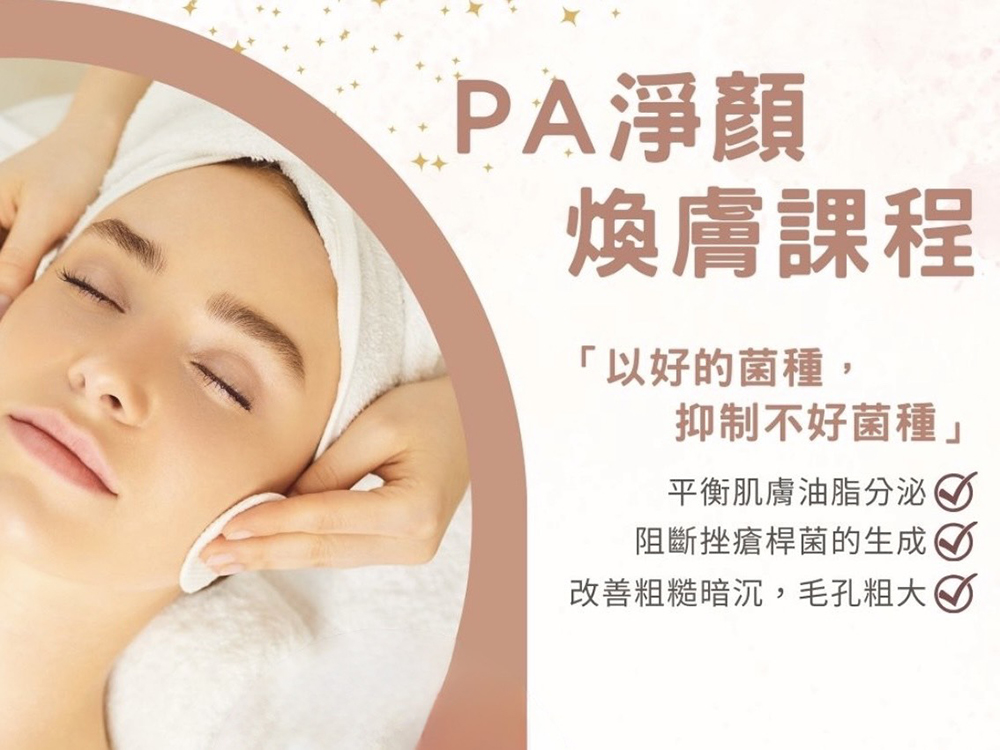 PA淨顏
煥膚課程
「以好的菌種，
抑制不好菌種」
平衡肌膚油脂分泌
阻斷挫瘡桿菌的生成
改善粗糙暗沉，毛孔粗大